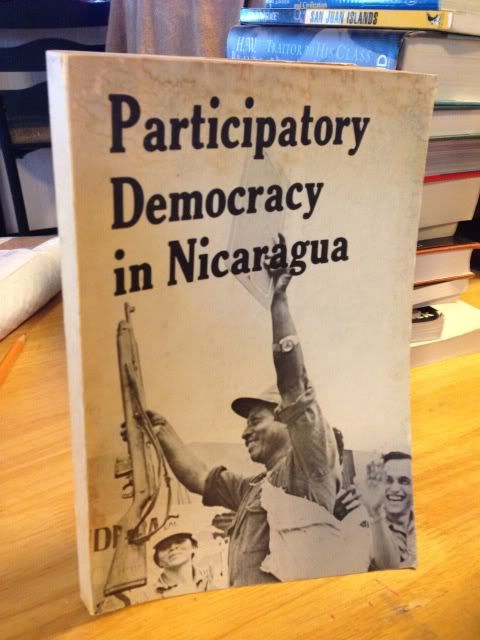 Participatory
Democracy
in Nicaragua
SAN JUAN ISLANDS
H.W.
TRAITOR TO HIS CLASS